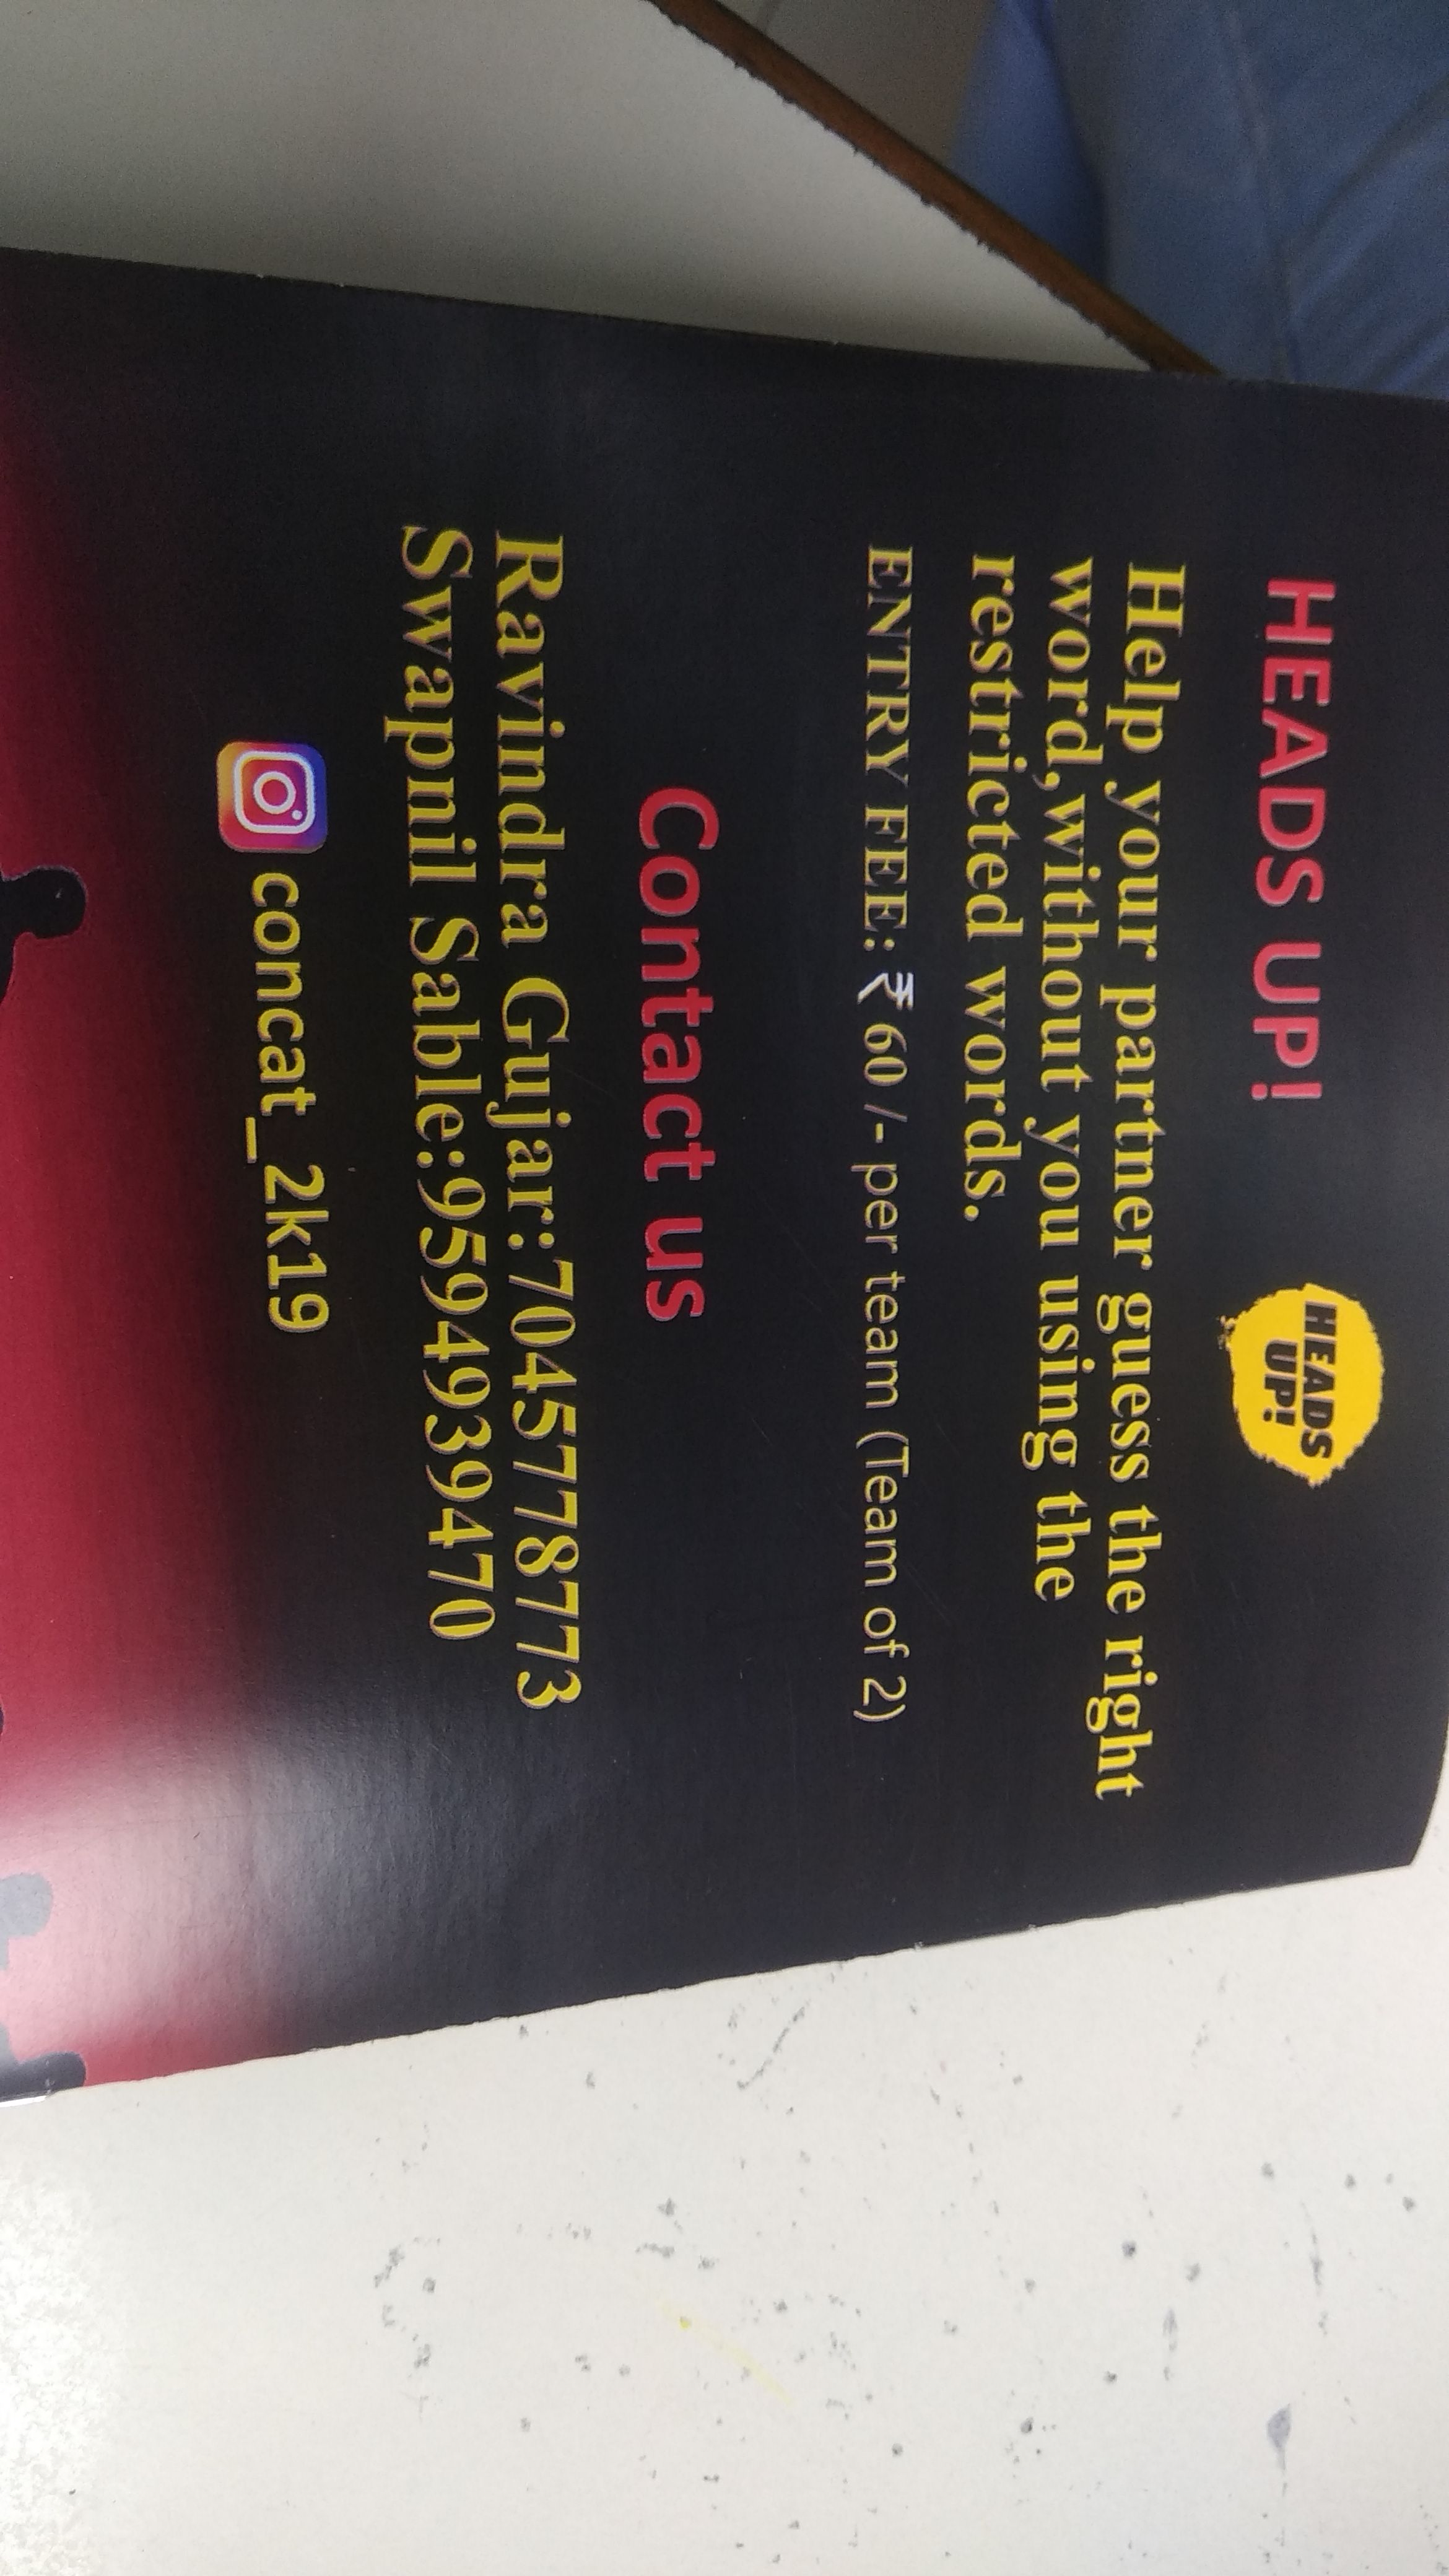 HEADS UP!
HEADS
UP!
Help your partner guess the right
word,without you using the
restricted words.
ENTRY FEE: ₹ 60 /- per team (Team of 2)
Contact us
Ravindra Gujar:7045778773
Swapnil Sable:9594939470
concat_2k19